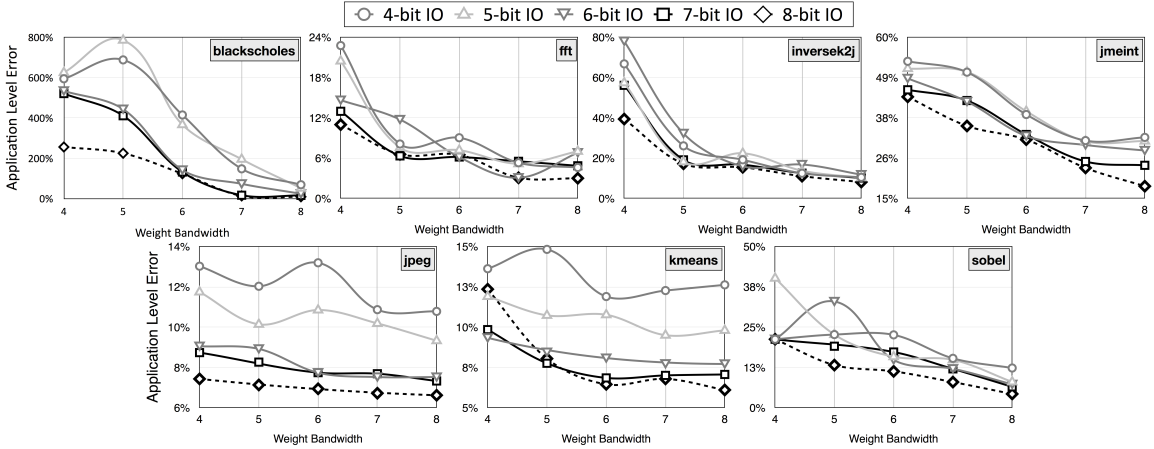 4-bit IO 5-bit IO 6-bit IO 7-bit IO 8-bit IO
Application Level Error
800%
600%
400%
200%
0%
4 5 6 7 8
blackscholes
Weight Bandwidth
24%
18%
12%
6%
0%
4 5 6 7 8
fft
Weight Bandwidth
80%
60%
40%
20%
0%
4 5 6 7 8
inversek2j
Weight Bandwidth
60%
49%
38%
26%
15%
4 5 6 7 8
jmeint
Weight Bandwidth
Application Level Error
14%
12%
10%
8%
6%
4 5 6 7 8
jpeg
Weight Bandwidth
15%
13%
10%
8%
5%
4 5 6 7 8
kmeans
Weight Bandwidth
50%
38%
25%
13%
0%
4 5 6 7 8
sobel
Weight Bandwidth